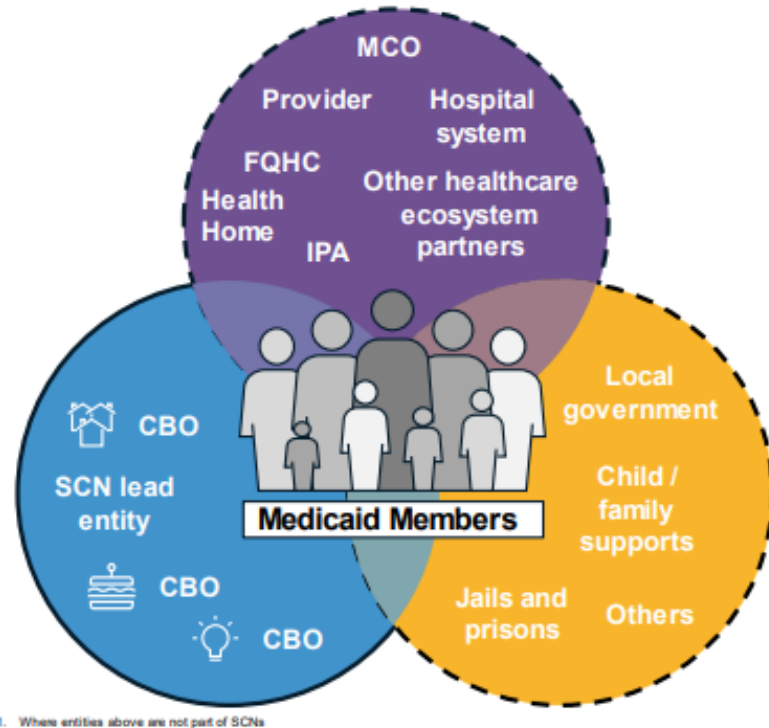 MCO
Provider
Hospital
system
FQHC
Health
Home
Other healthcare
ecosystem
partners
IPA
CBO
SCN lead
entity
CBO
CBO
Medicaid Members
Local
government
Child /
family
supports
Jails and
prisons
Others
1. Where entities above are not part of SCNs